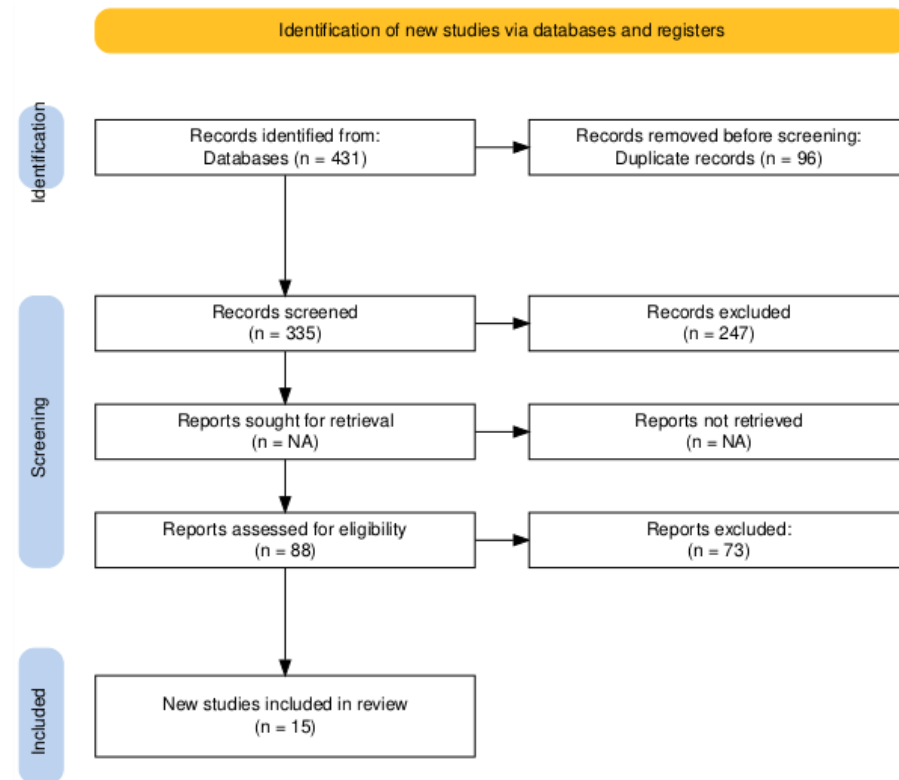 Identification of new studies via databases and registers
Identification
Records identified from:
Databases (n = 431)
Records removed before screening:
Duplicate records (n = 96)
Screening
Records screened
(n = 335)
Records excluded
(n = 247)
Reports sought for retrieval
(n = NA)
Reports not retrieved
(n = NA)
Reports assessed for eligibility
(n = 88)
Reports excluded:
(n = 73)
Included
New studies included in review
(n = 15)